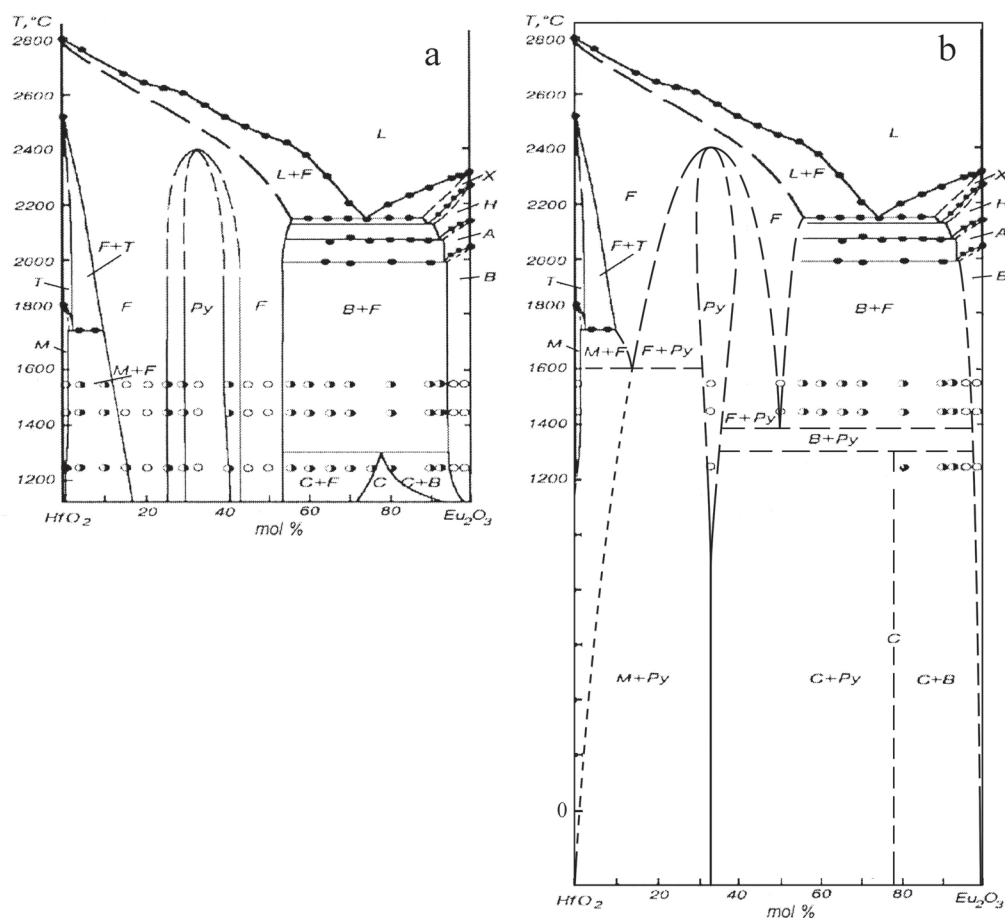 T,°C
a
2800
2600
L
2400
L+F
X
2200
H
F+T
A
2000
T
B
F
Py
F
B+F
1800
M
M+F
1600
1400
1200
C+F
C
C+B
HfO2
20
40
60
80
Eu2O3
mol %
T,°C
b
2800
2600
L
2400
F
L+F
X
2200
F
H
F+T
A
2000
T
B
1800
Py
B+F
M
M+F
F+Py
1600
1400
F+Py
B+Py
1200
C
M+Py
C+Py
C+B
0
HfO2
20
40
60
80
Eu2O3
mol %